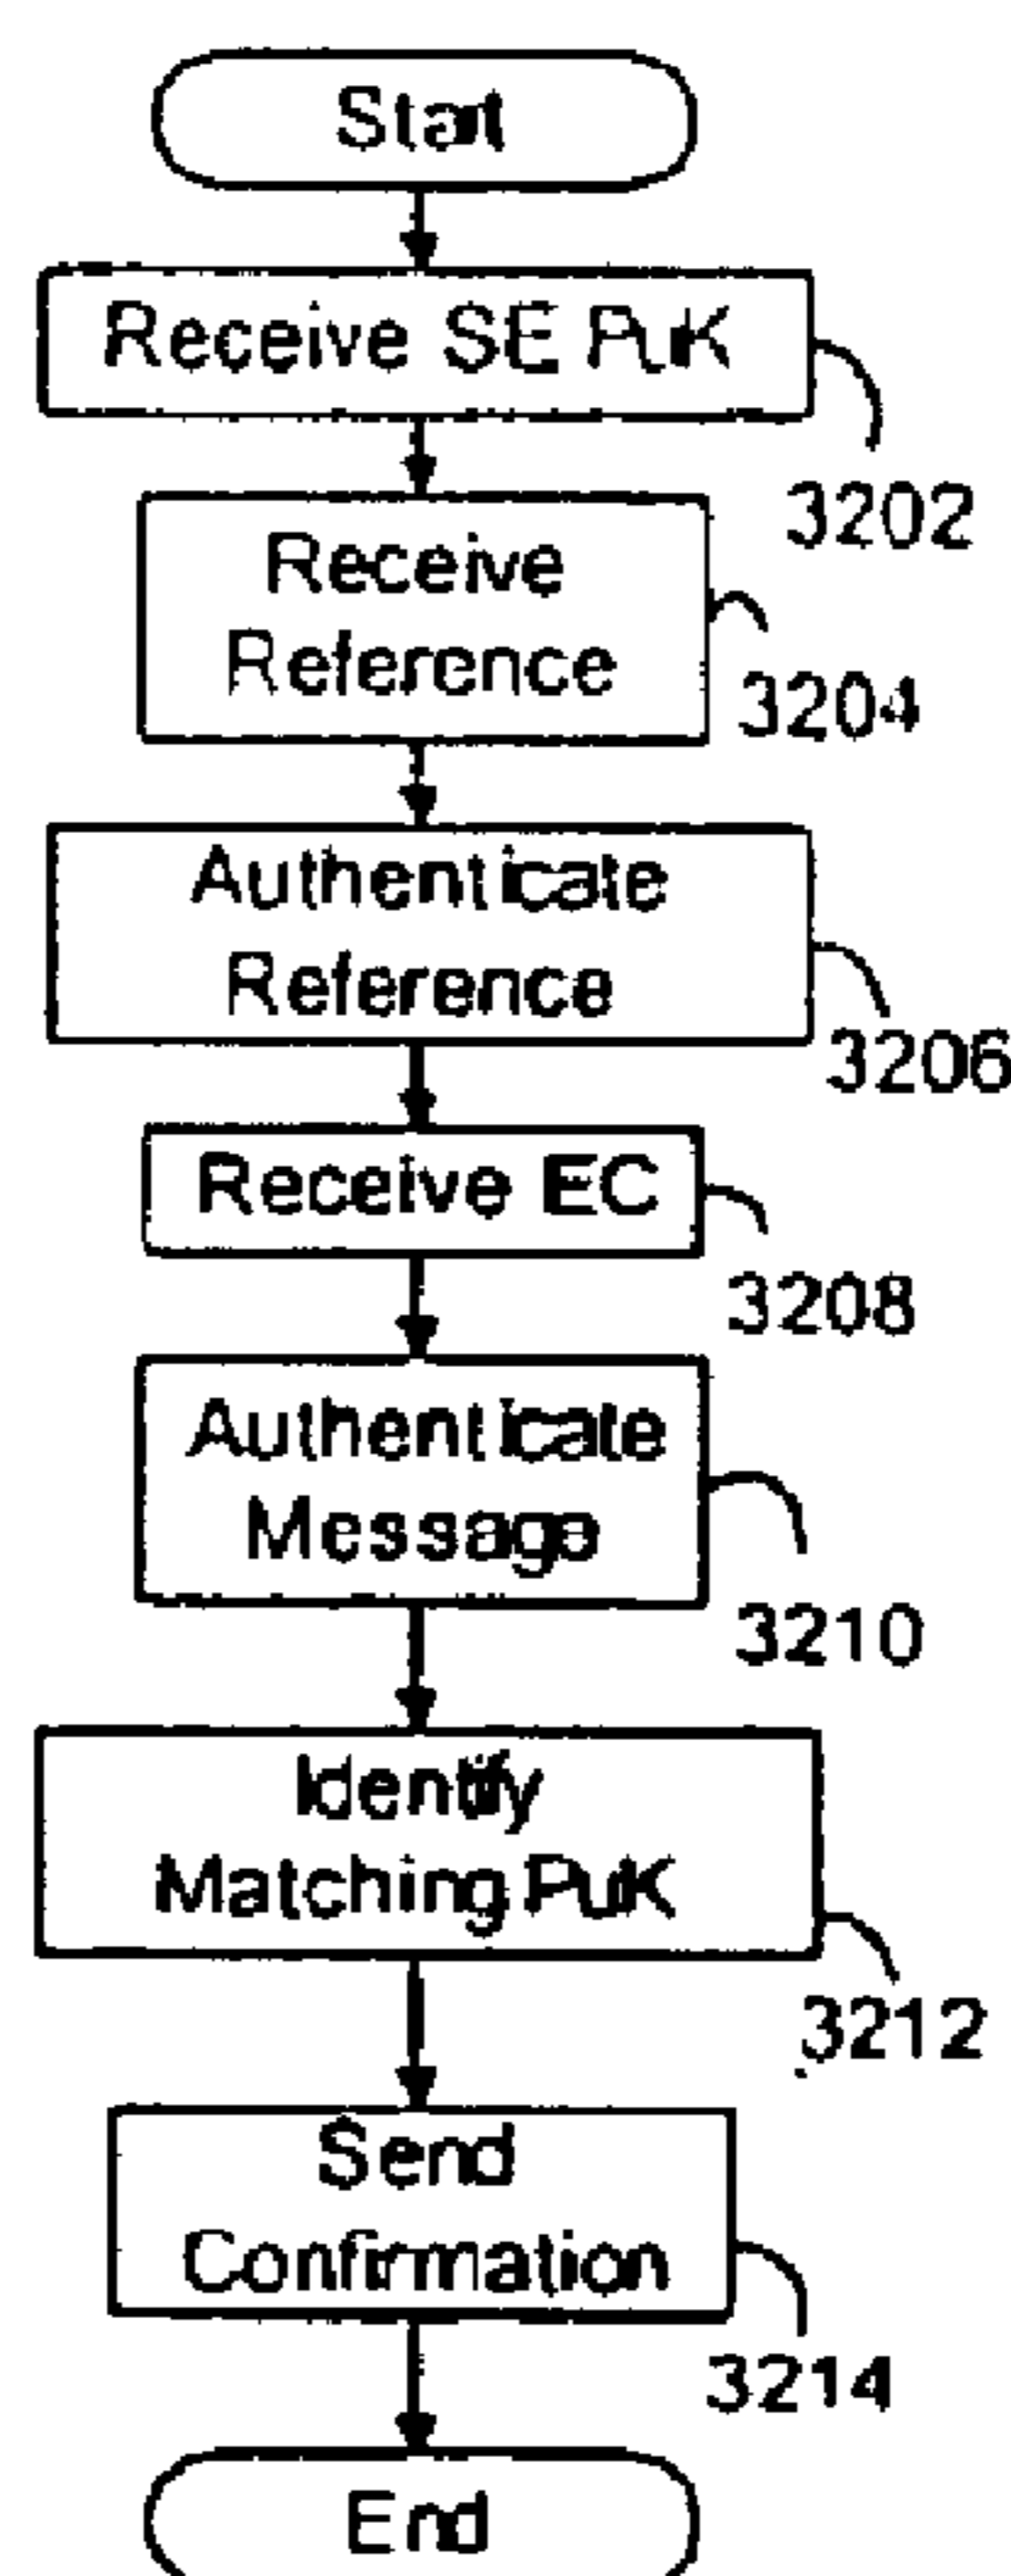 Start
Receive SE PuK
3202
Receive
Reference
3204
Authenticate
Reference
3206
Receive EC
3208
Authenticate
Message
3210
Identify
Matching PuK
3212
Send
Confirmation
3214
End